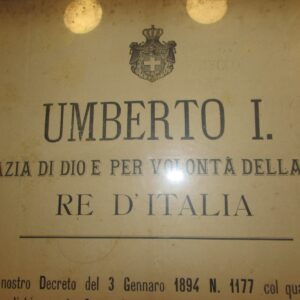 UMBERTO I.
AZIA DI DIO E PER VOLONTÀ DELLA
RE D'ITALIA
nostro Decreto del 3 Gennaro 1894 N. 1177 col qua